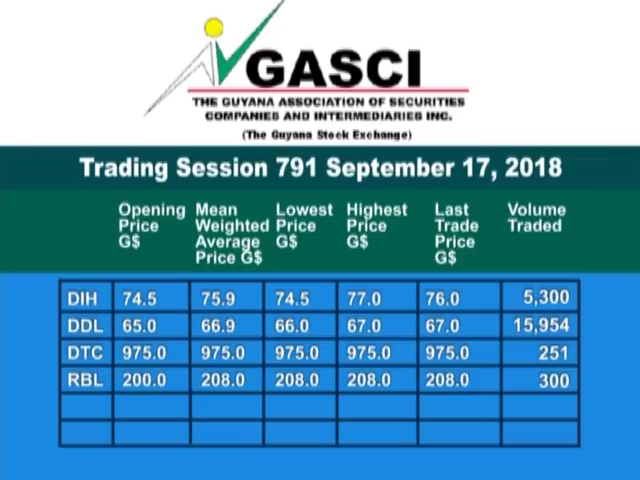 GASCI
THE GUYANA ASSOCIATION OF SECURITIES
COMPANIES AND INTERMEDIARIES INC.
(The Guyana Stock Exchange)
Trading Session 791 September 17, 2018
Opening Price G$ Mean Weighted Average Price G$ Lowest Price G$ Highest Price G$ Last Trade Price G$ Volume Traded
DIH 74.5 75.9 74.5 77.0 76.0 5,300
DDL 65.0 66.9 66.0 67.0 67.0 15,954
DTC 975.0 975.0 975.0 975.0 975.0 251
RBL 200.0 208.0 208.0 208.0 208.0 300